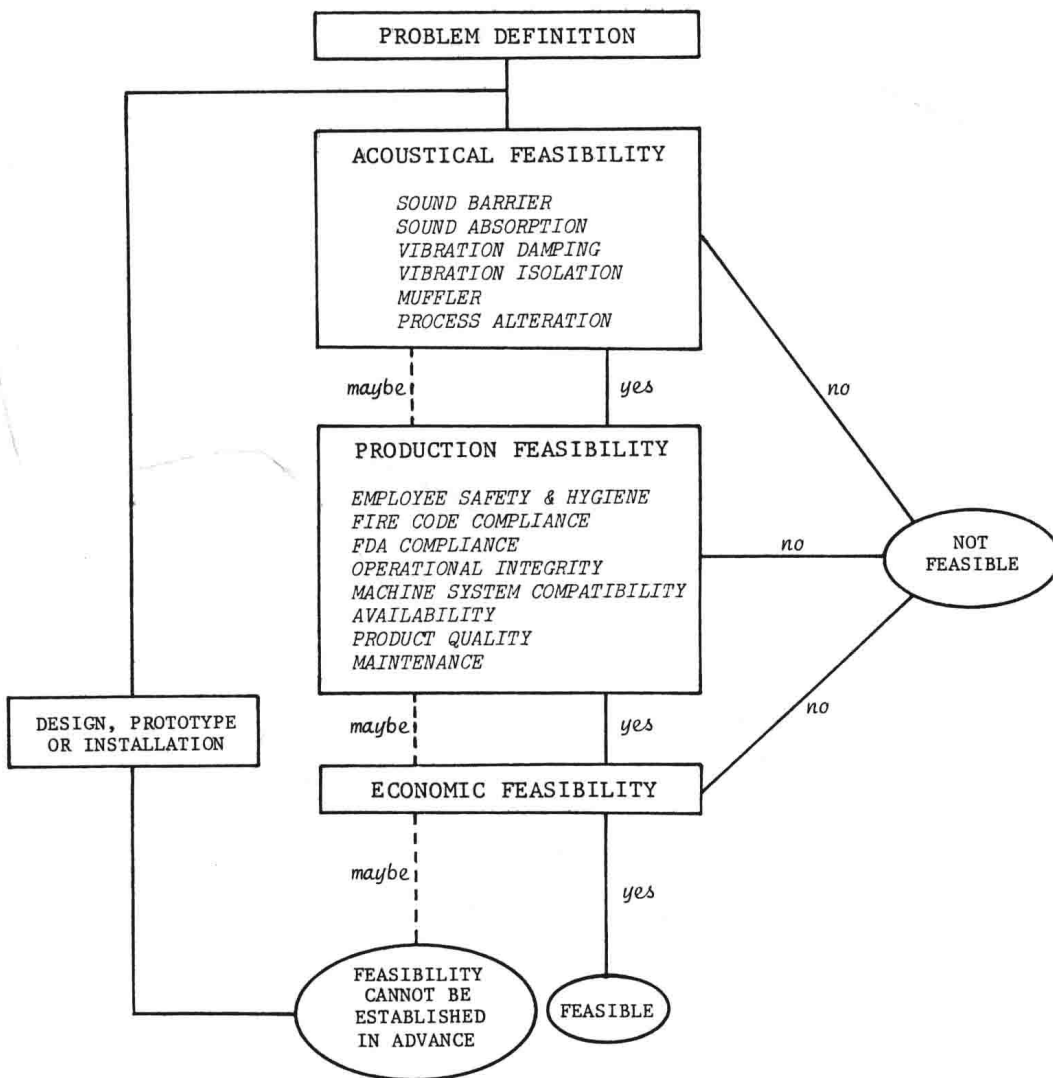 PROBLEM DEFINITION
ACOUSTICAL FEASIBILITY
SOUND BARRIER
SOUND ABSORPTION
VIBRATION DAMPING
VIBRATION ISOLATION
MUFFLER
PROCESS ALTERATION
maybe
yes
no
PRODUCTION FEASIBILITY
EMPLOYEE SAFETY & HYGIENE
FIRE CODE COMPLIANCE
FDA COMPLIANCE
OPERATIONAL INTEGRITY
MACHINE SYSTEM COMPATIBILITY
AVAILABILITY
PRODUCT QUALITY
MAINTENANCE
no
NOT
FEASIBLE
DESIGN, PROTOTYPE
OR INSTALLATION
maybe
yes
no
ECONOMIC FEASIBILITY
maybe
yes
FEASIBILITY
CANNOT BE
ESTABLISHED
IN ADVANCE
FEASIBLE